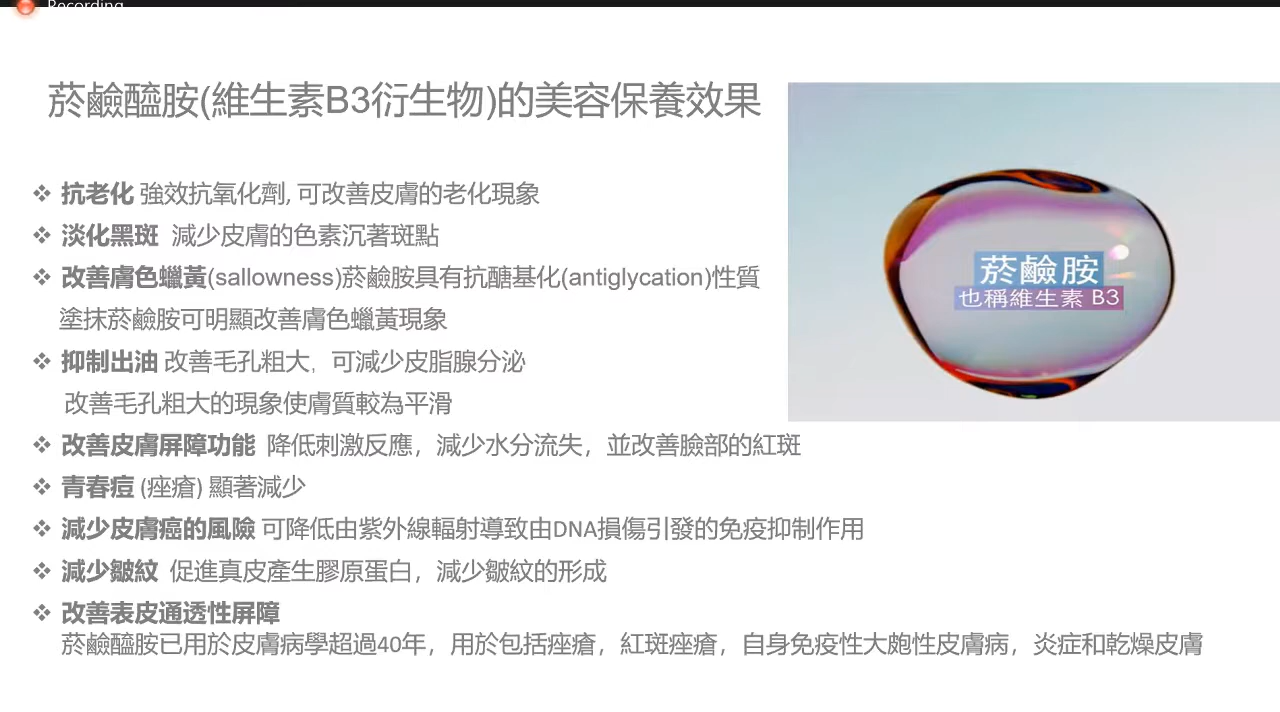 Recording
菸鹼醯胺(維生素B3衍生物)的美容保養效果
❖ 抗老化 強效抗氧化劑, 可改善皮膚的老化現象
❖ 淡化黑斑 減少皮膚的色素沉著斑點
❖ 改善膚色蠟黃(sallowness)菸鹼胺具有抗醣基化(antiglycation)性質
塗抹菸鹼胺可明顯改善膚色蠟黃現象
❖ 抑制出油 改善毛孔粗大，可減少皮脂腺分泌
改善毛孔粗大的現象使膚質較為平滑
❖ 改善皮膚屏障功能 降低刺激反應，減少水分流失，並改善臉部的紅斑
❖ 青春痘 (痤瘡) 顯著減少
❖ 減少皮膚癌的風險 可降低由紫外線輻射導致由DNA損傷引發的免疫抑制作用
❖ 減少皺紋 促進真皮產生膠原蛋白，減少皺紋的形成
❖ 改善表皮通透性屏障
菸鹼醯胺已用於皮膚病學超過40年，用於包括痤瘡，紅斑痤瘡，自身免疫性大皰性皮膚病，炎症和乾燥皮膚
菸鹼胺
也稱維生素 B3